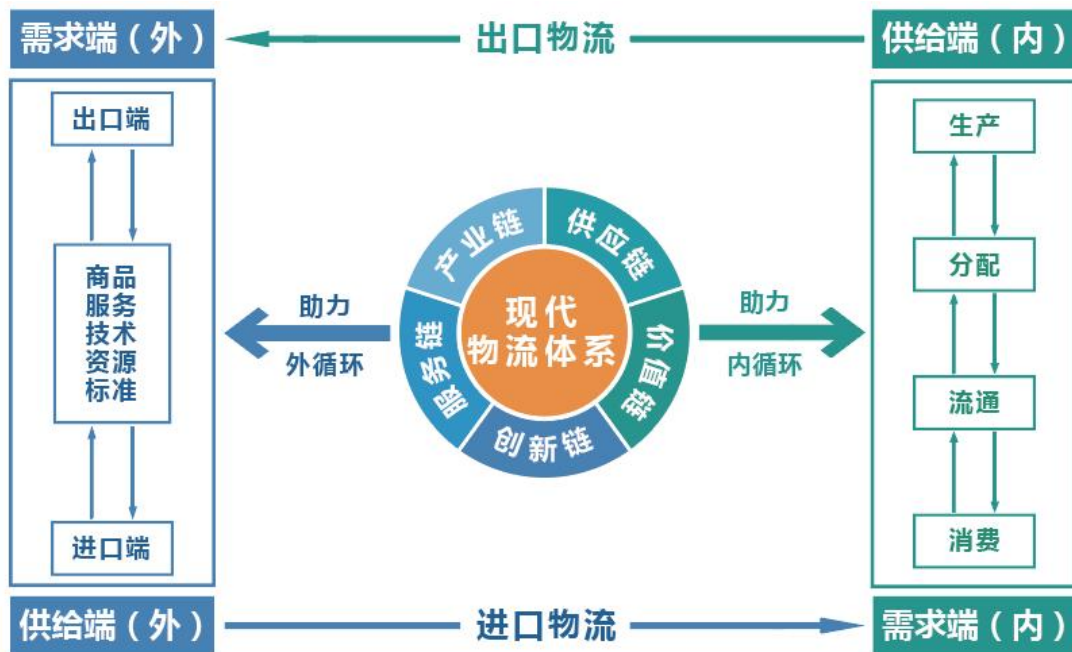 需求端（外）
出口物流
供给端（内）
出口端
商品
服务
技术
资源
标准
进口端
助力
外循环
产业链
供应链
价值链
创新链
服务链
现代
物流体系
助力
内循环
生产
分配
流通
消费
供给端（外）
进口物流
需求端（内）